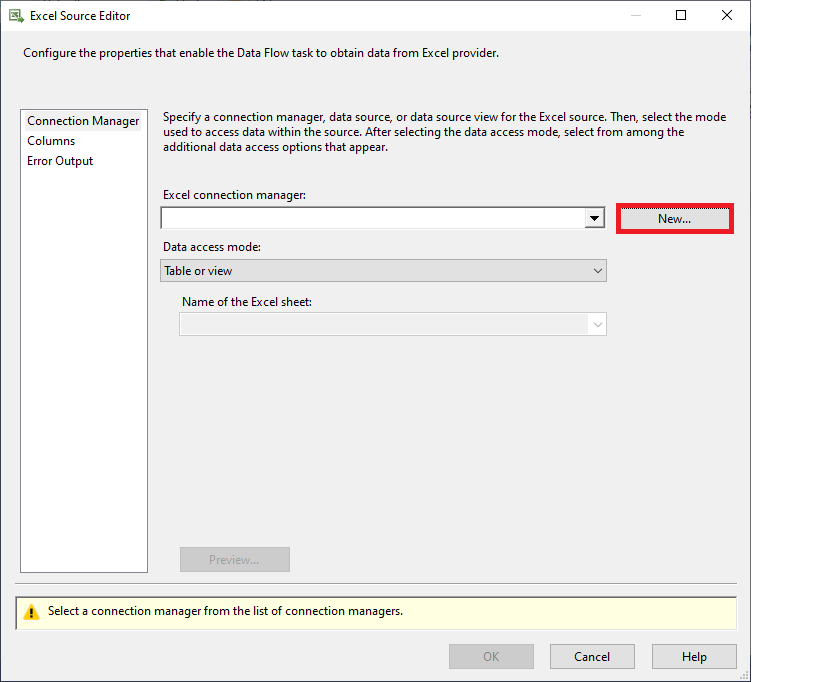 Excel Source Editor
Configure the properties that enable the Data Flow task to obtain data from Excel provider.
Connection Manager
Columns
Error Output
Specify a connection manager, data source, or data source view for the Excel source. Then, select the mode
used to access data within the source. After selecting the data access mode, select from among the
additional data access options that appear.
Excel connection manager:
New...
Data access mode:
Table or view
Name of the Excel sheet:
Preview...
Select a connection manager from the list of connection managers.
OK
Cancel
Help